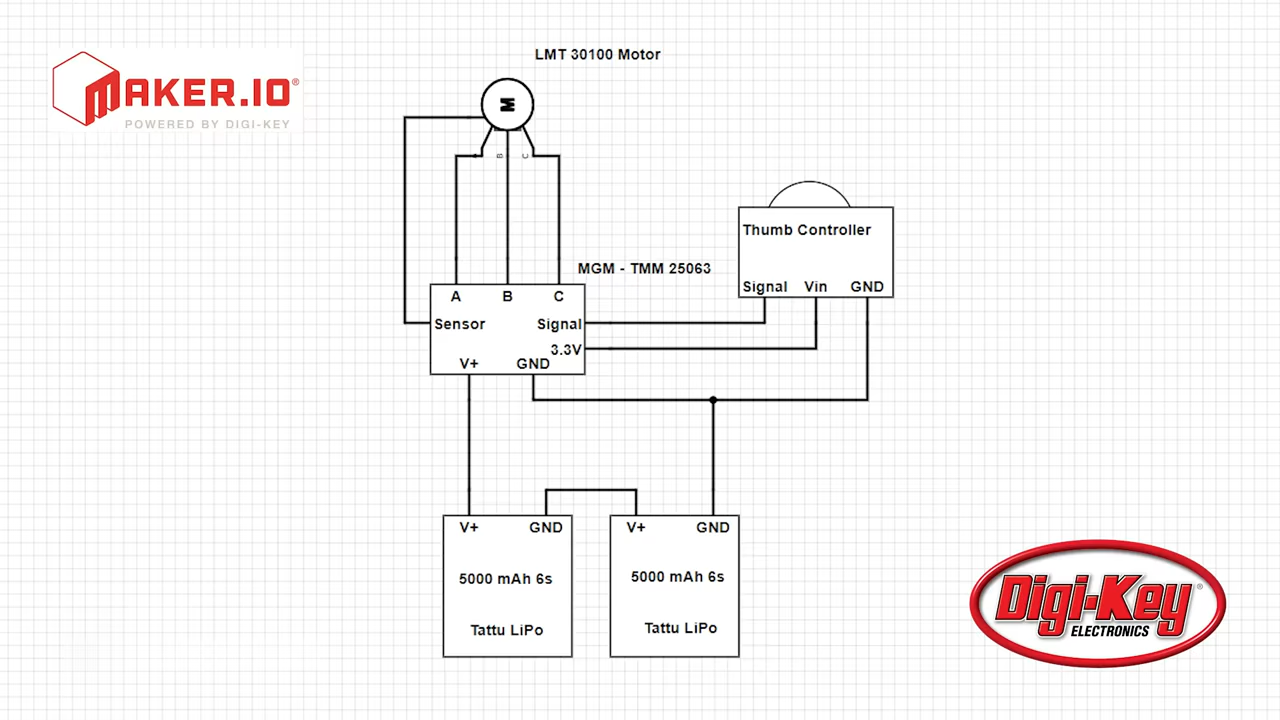 LMT 30100 Motor
MAKER.IO®
POWERED BY DIGI-KEY
M
B
C
Thumb Controller
MGM - TMM 25063
Signal Vin GND
A B C
Sensor Signal
3.3V
V+ GND
V+ GND
V+ GND
5000 mAh 6s
5000 mAh 6s
Tattu LiPo
Tattu LiPo
Digi-Key®
ELECTRONICS